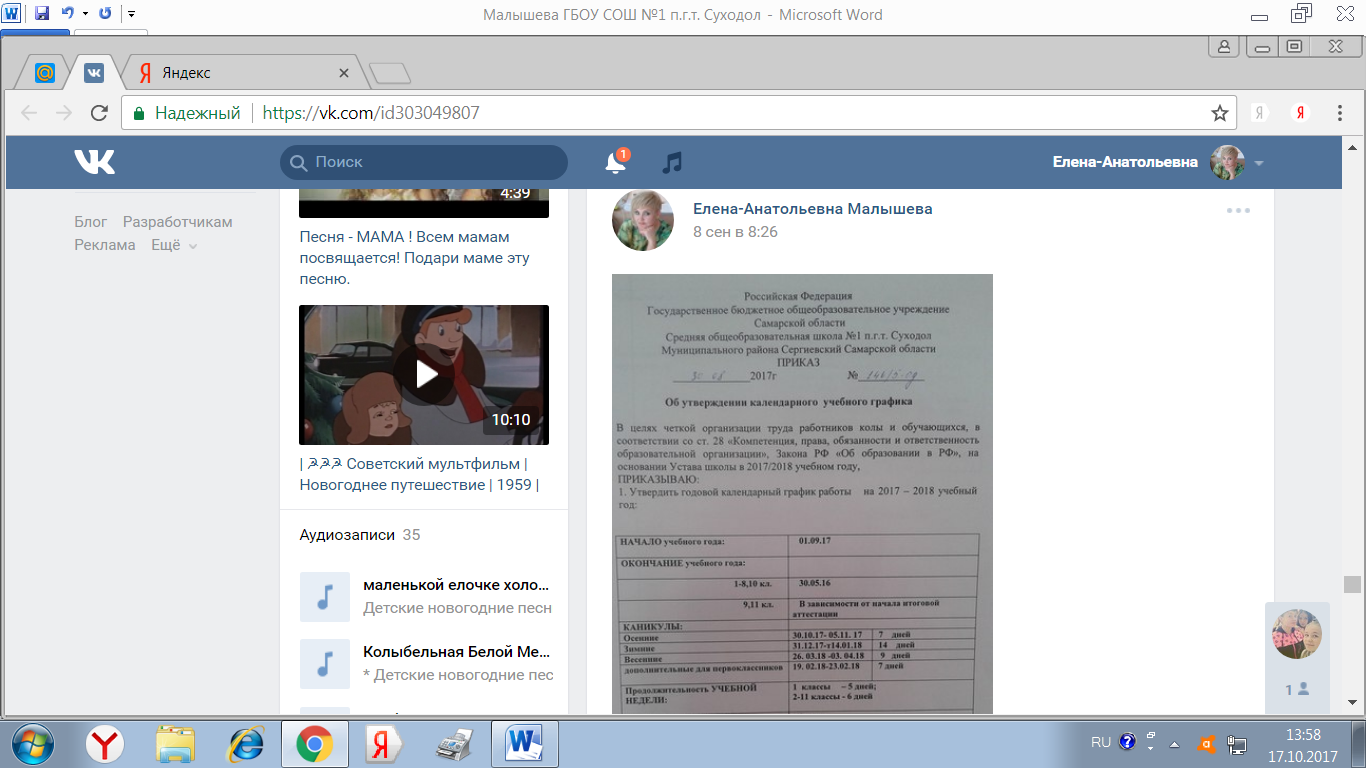 Малышева ГБОУ СОШ №1 п.г.т. Суходол - Microsoft Word
Яндекс
Надежный
https://vk.com/id303049807
Поиск
1
Елена-Анатольевна
Блог Разработчикам
Реклама Ещё
4:39
Песня - МАМА ! Всем мамам
посвящается! Подари маме эту
песню.
10:10
| ☭☭☭ Советский мультфильм |
Новогоднее путешествие | 1959 |
Аудиозаписи 35
маленькой елочке холо...
Детские новогодние песн
Колыбельная Белой Ме...
* Детские новогодние пес
Елена-Анатольевна Малышева
8 сен в 8:26
Российская Федерация
Государственное бюджетное общеобразовательное учреждение
Самарской области
Средняя общеобразовательная школа №1 п.г.т. Суходол
Муниципального района Сергиевский Самарской области
ПРИКАЗ
2017г №
Об утверждении календарного учебного графика
В целях четкой организации труда работников колы и обучающихся, в
соответствии со ст. 28 «Компетенция, права, обязанности и ответственность
образовательной организации», Закона РФ «Об образовании в РФ», на
основании Устава школы в 2017/2018 учебном году,
ПРИКАЗЫВАЮ:
1. Утвердить годовой календарный график работы на 2017 – 2018 учебный
год:
НАЧАЛО учебного года: 01.09.17
ОКОНЧАНИЕ учебного года:
1-8,10 кл. 30.05.16
9,11 кл. В зависимости от начала итоговой
аттестации
КАНИКУЛЫ:
Осенние 30.10.17- 05.11. 17 7 дней
Зимние 31.12.17-т14.01.18 14 дней
Весенние 26. 03.18 -03. 04.18 9 дней
дополнительные для первоклассников 19. 02.18-23.02.18 7 дней
Продолжительность УЧЕБНОЙ
НЕДЕЛИ:
1 классы – 5 дней;
2-11 классы - 6 дней
1
RU
13:58
17.10.2017